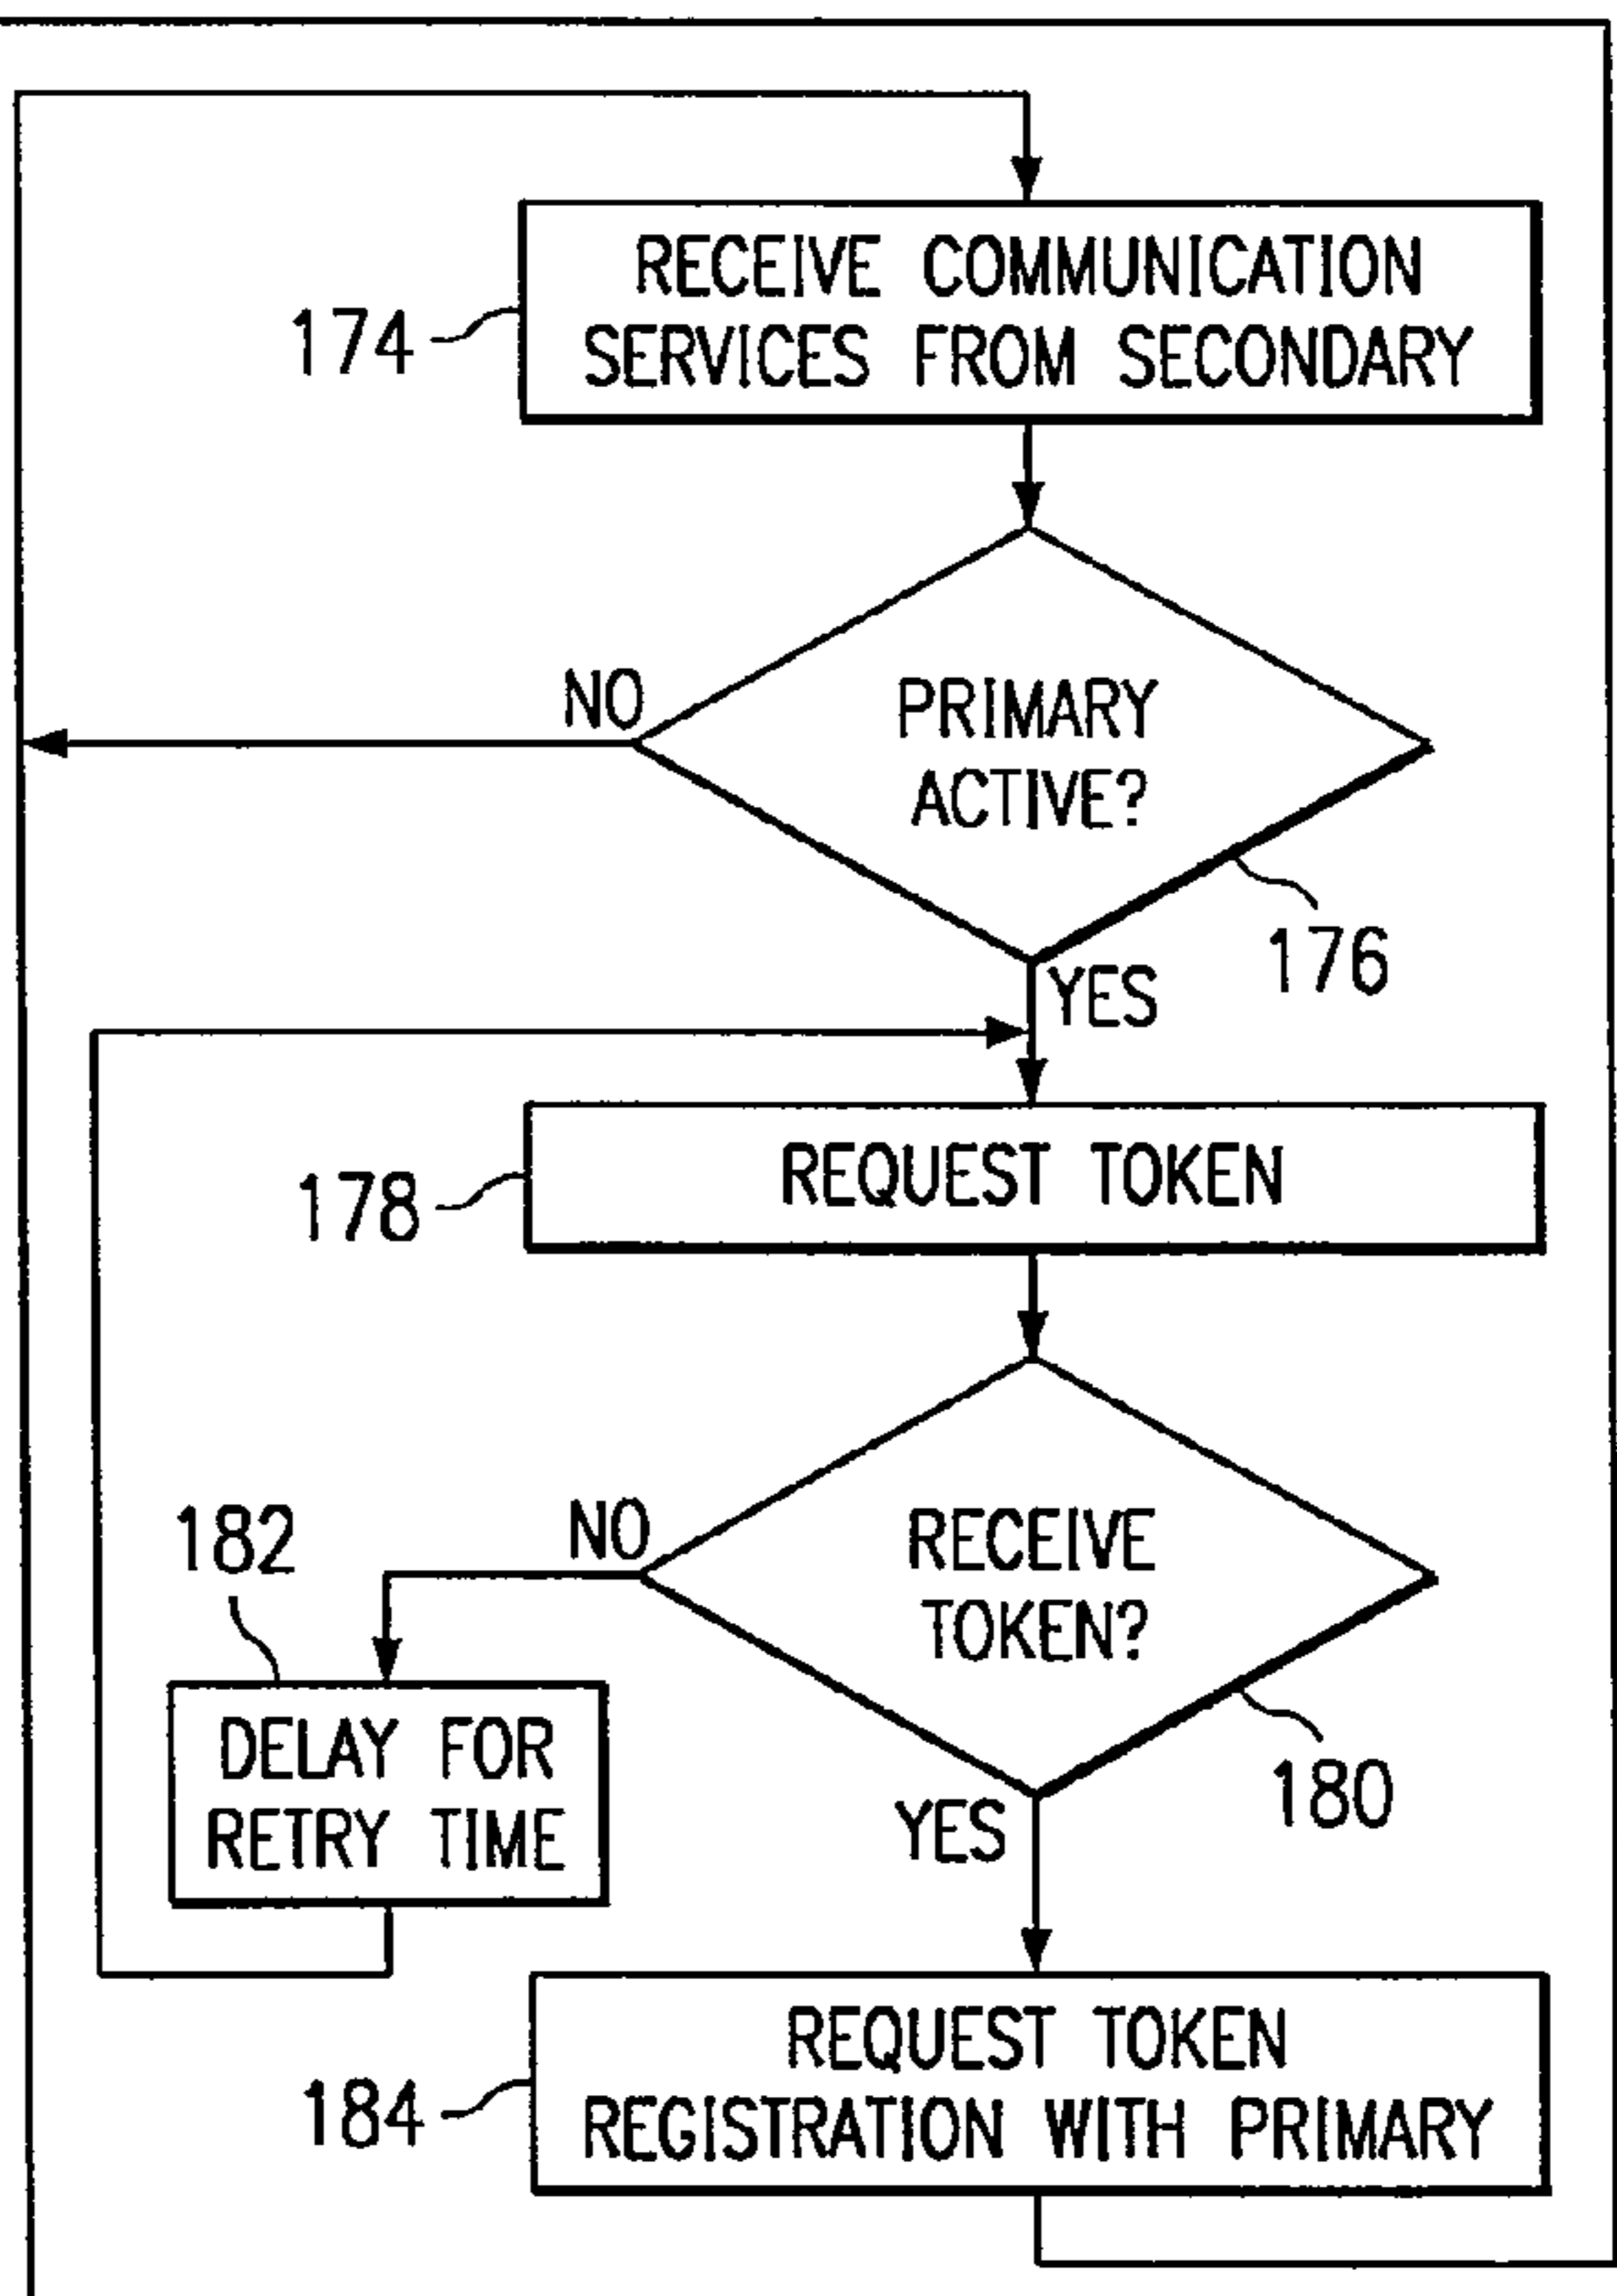 RECEIVE COMMUNICATION
SERVICES FROM SECONDARY
174
NO
PRIMARY
ACTIVE?
176
YES
REQUEST TOKEN
178
182
NO
RECEIVE
TOKEN?
180
DELAY FOR
RETRY TIME
YES
REQUEST TOKEN
REGISTRATION WITH PRIMARY
184